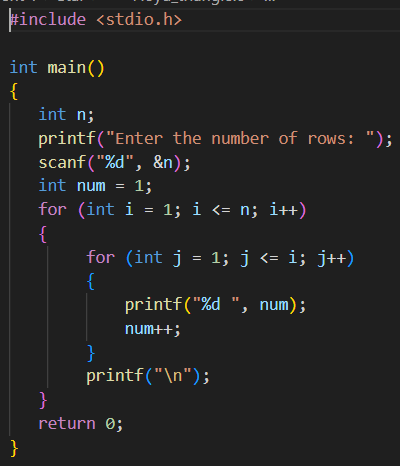 #include <stdio.h>
int main()
{
int n;
printf("Enter the number of rows: ");
scanf("%d", &n);
int num = 1;
for (int i = 1; i <= n; i++)
{
for (int j = 1; j <= i; j++)
{
printf("%d ", num);
num++;
}
printf("\n");
}
return 0;
}